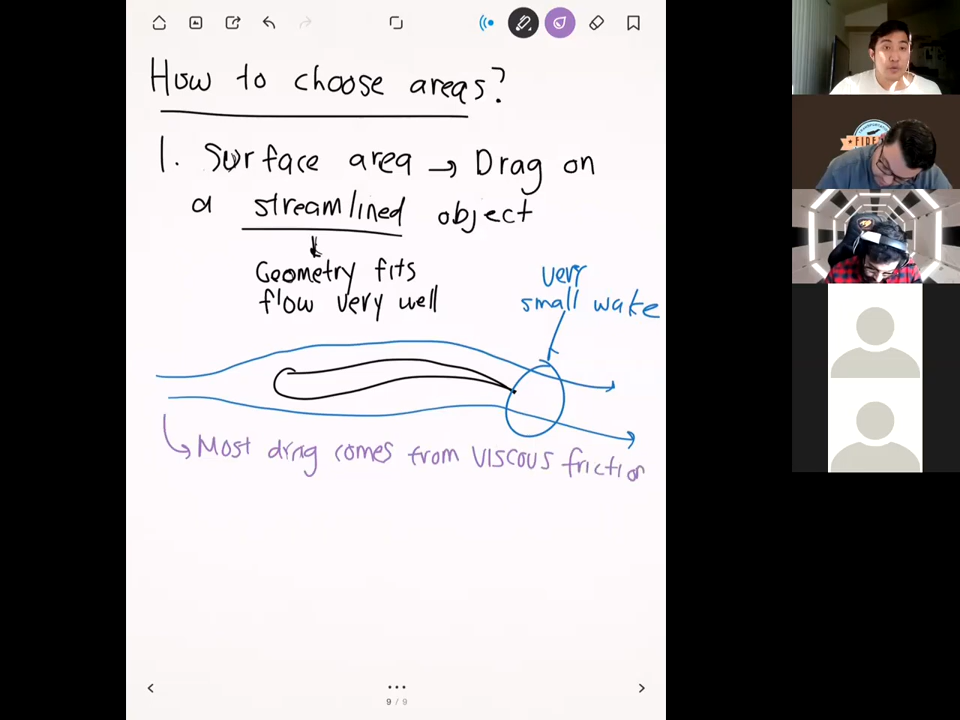 How to choose areas?
1. Surface area → Drag on
a streamlined object
Geometry fits
flow very well
very
small wake
Most drag comes from VISCOUS friction
9 / 9